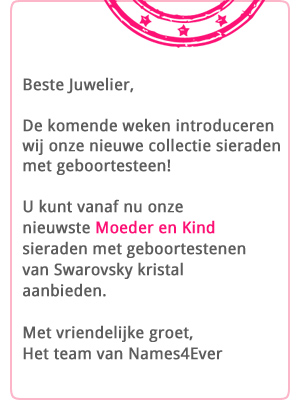 Beste Juwelier,
De komende weken introduceren
wij onze nieuwe collectie sieraden
met geboortesteen!
U kunt vanaf nu onze
nieuwste Moeder en Kind
sieraden met geboortestenen
van Swarovsky kristal
aanbieden.
Met vriendelijke groet,
Het team van Names4Ever